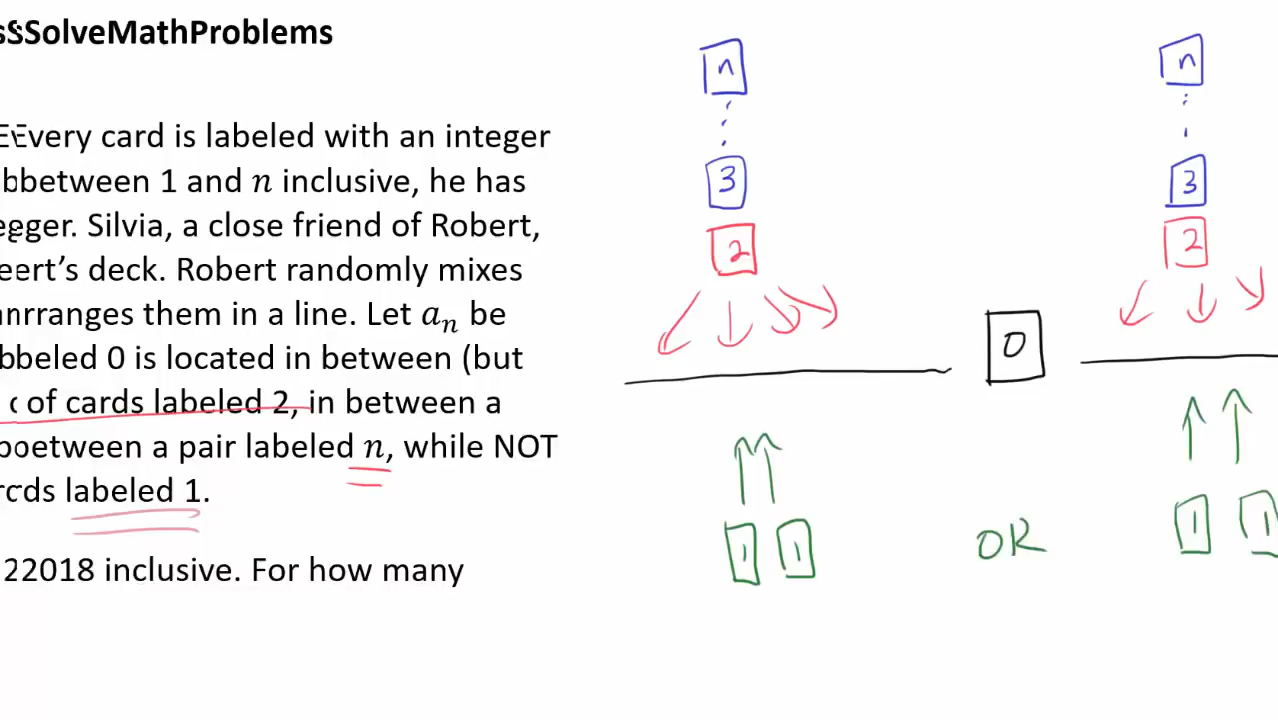 SolveMathProblems
Every card is labeled with an integer
between 1 and n inclusive, he has
Silvia, a close friend of Robert,
deck. Robert randomly mixes
them in a line. Let aₙ be
0 is located in between (but
of cards labeled 2, in between a
a pair labeled n, while NOT
labeled 1.
inclusive. For how many
n
3
2
n
3
2
0
1 1
OR
1 1